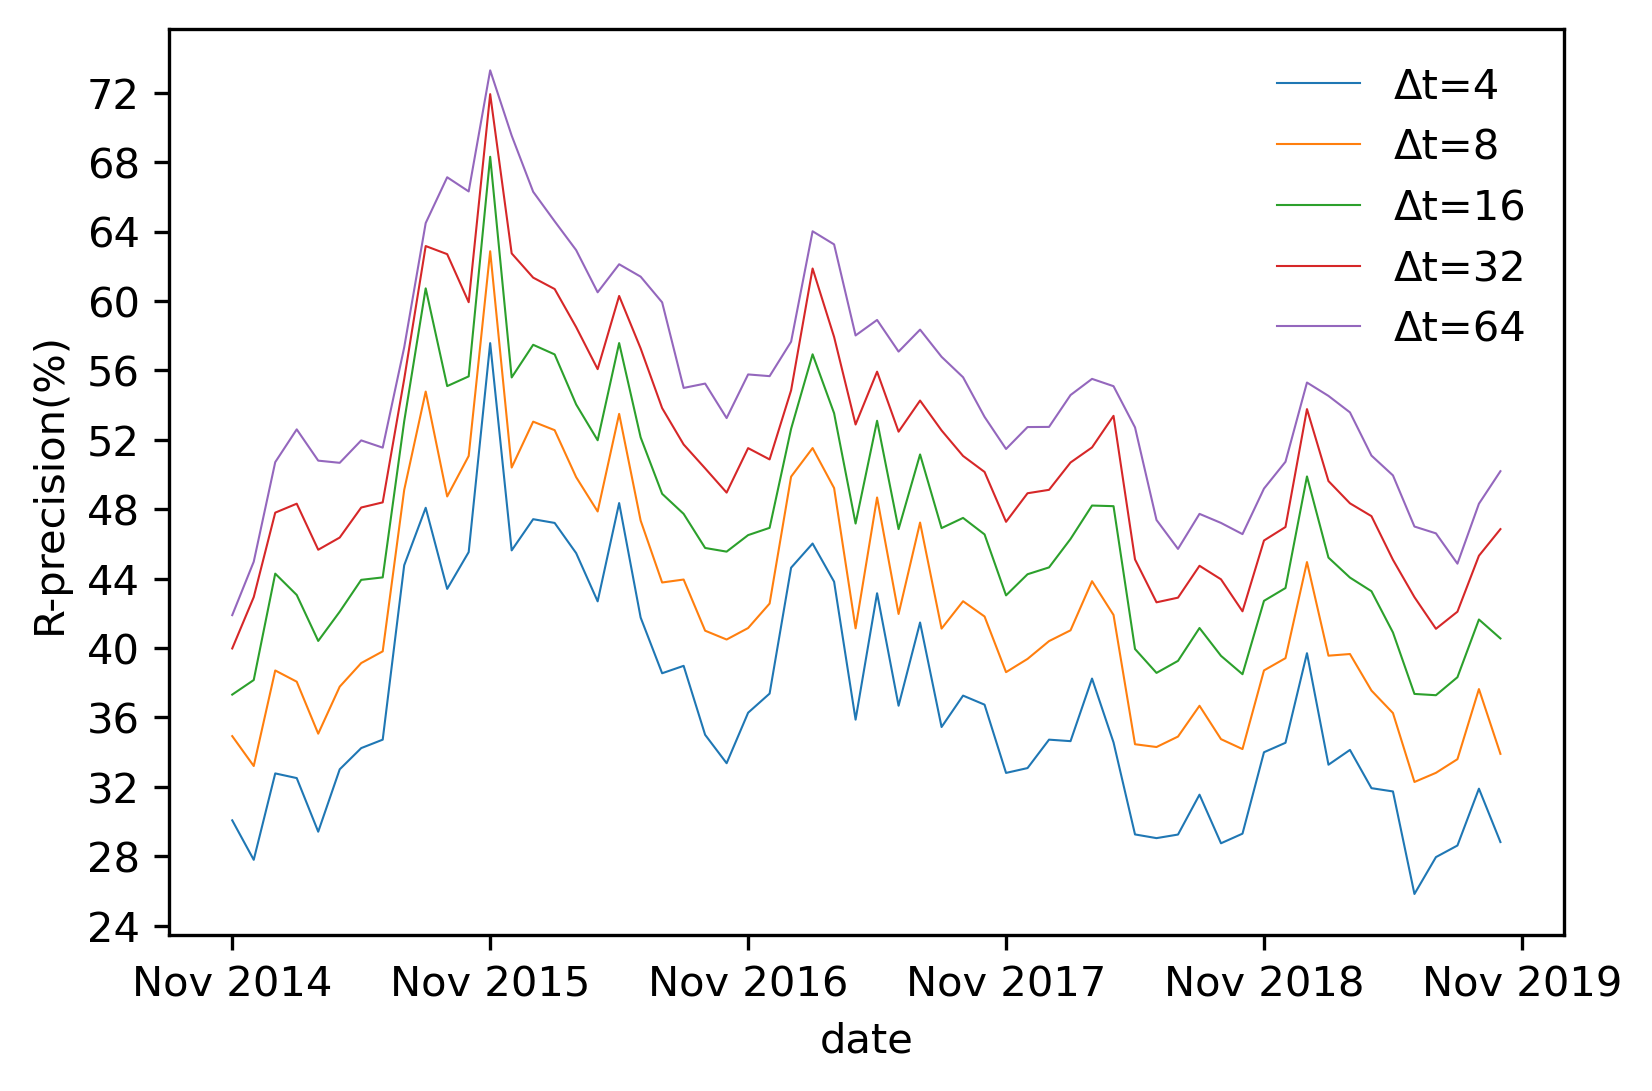 R-precision(%)
72
68
64
60
56
52
48
44
40
36
32
28
24
Δt=4
Δt=8
Δt=16
Δt=32
Δt=64
Nov 2014 Nov 2015 Nov 2016 Nov 2017 Nov 2018 Nov 2019
date